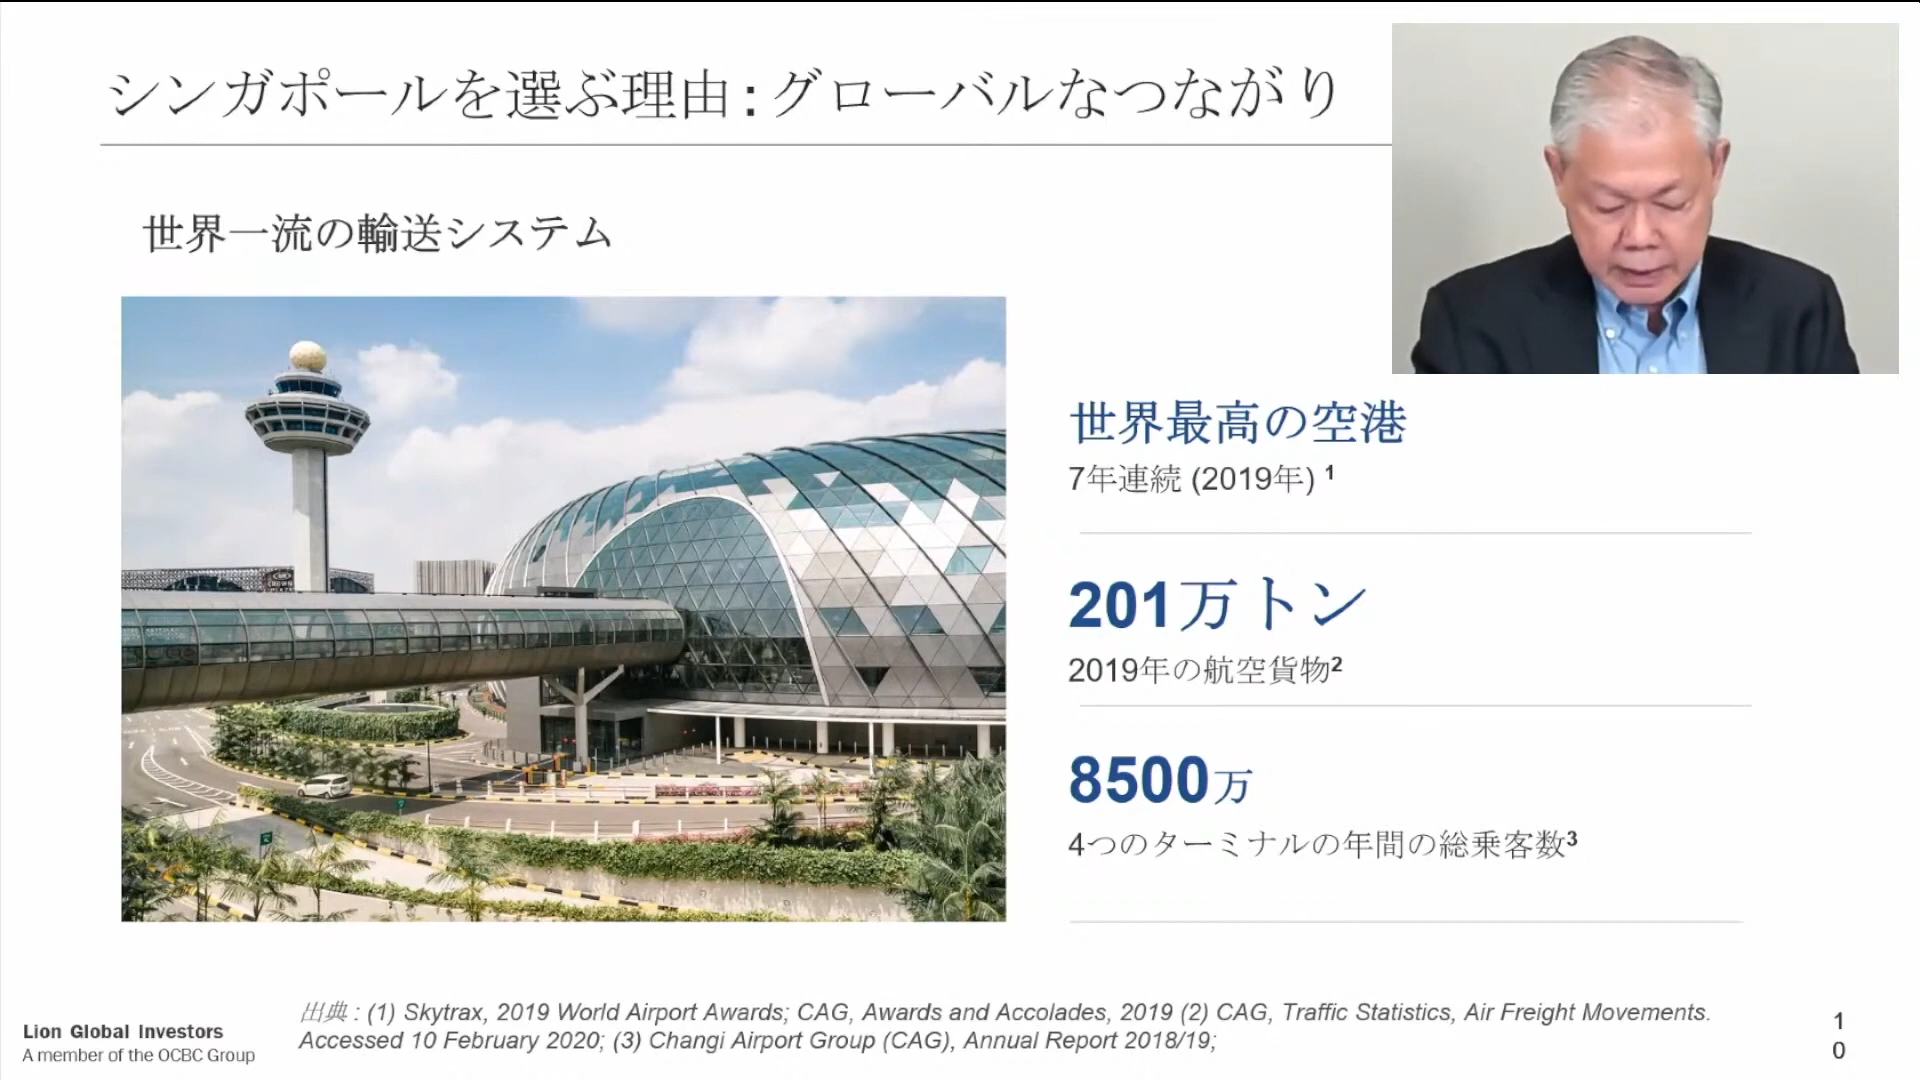 シンガポールを選ぶ理由:グローバルなつながり
世界一流の輸送システム
世界最高の空港
7年連続 (2019年) 1
201万トン
2019年の航空貨物2
8500万
4つのターミナルの年間の総乗客数3
出典 : (1) Skytrax, 2019 World Airport Awards; CAG, Awards and Accolades, 2019 (2) CAG, Traffic Statistics, Air Freight Movements.
Accessed 10 February 2020; (3) Changi Airport Group (CAG), Annual Report 2018/19;
Lion Global Investors
A member of the OCBC Group
1
0